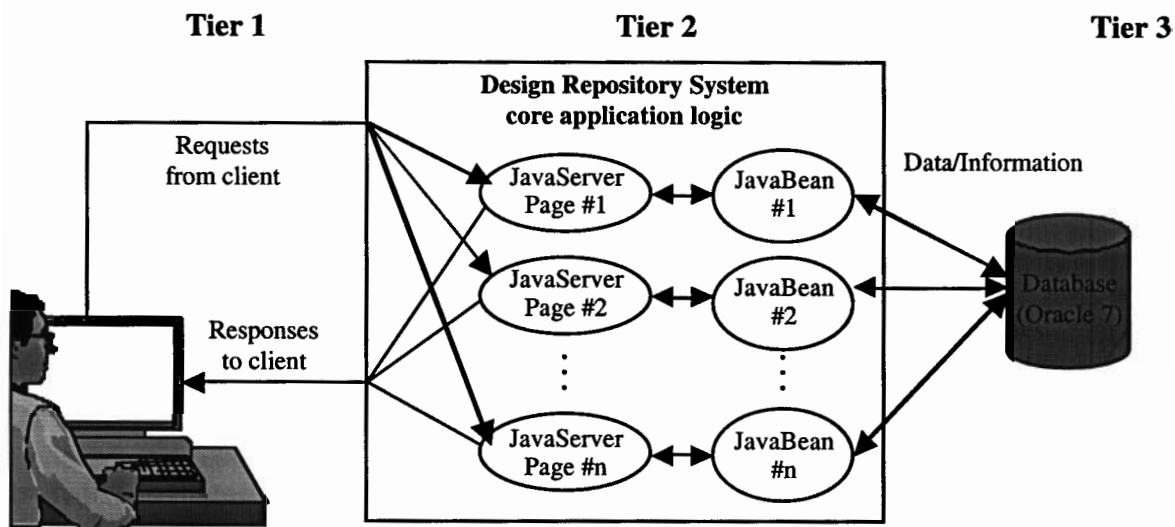 Tier 1
Tier 2
Tier 3
Design Repository System
core application logic
Requests
from client
JavaServer
Page #1
JavaBean
#1
Data/Information
JavaServer
Page #2
JavaBean
#2
Database
(Oracle 7)
Responses
to client
JavaServer
Page #n
JavaBean
#n